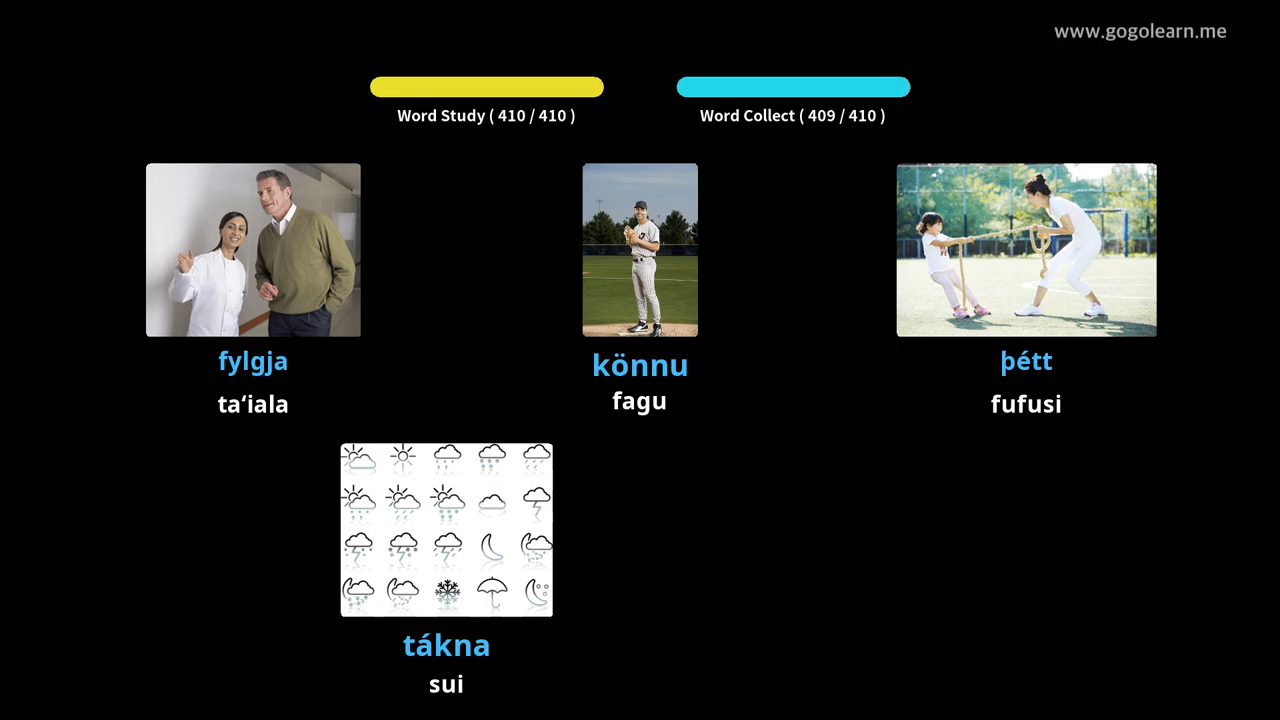 www.gogolearn.me
Word Study ( 410 / 410 )
Word Collect ( 409 / 410 )
fylgja
könnu
þétt
ta‘iala
fagu
fufusi
tákna
sui